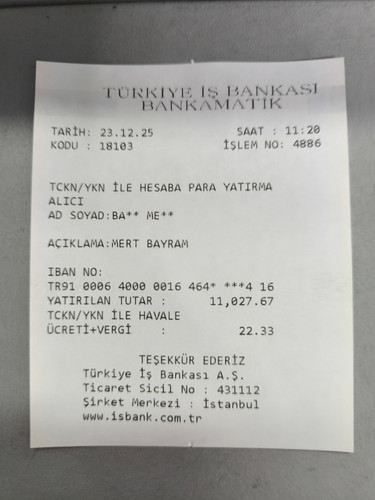 TÜRKİYE İŞ BANKASI
BANKAMATİK
TARİH: 23.12.25 SAAT : 11:20
KODU : 18103 İŞLEM NO: 4886
TCKN/YKN İLE HESABA PARA YATIRMA
ALICI
AD SOYAD:BA** ME**
AÇIKLAMA:MERT BAYRAM
IBAN NO:
TR91 0006 4000 0016 464* ***4 16
YATIRILAN TUTAR : 11,027.67
TCKN/YKN İLE HAVALE
ÜCRETİ+VERGİ : 22.33
TEŞEKKÜR EDERİZ
Türkiye İş Bankası A.Ş.
Ticaret Sicil No : 431112
Şirket Merkezi : İstanbul
www.isbank.com.tr